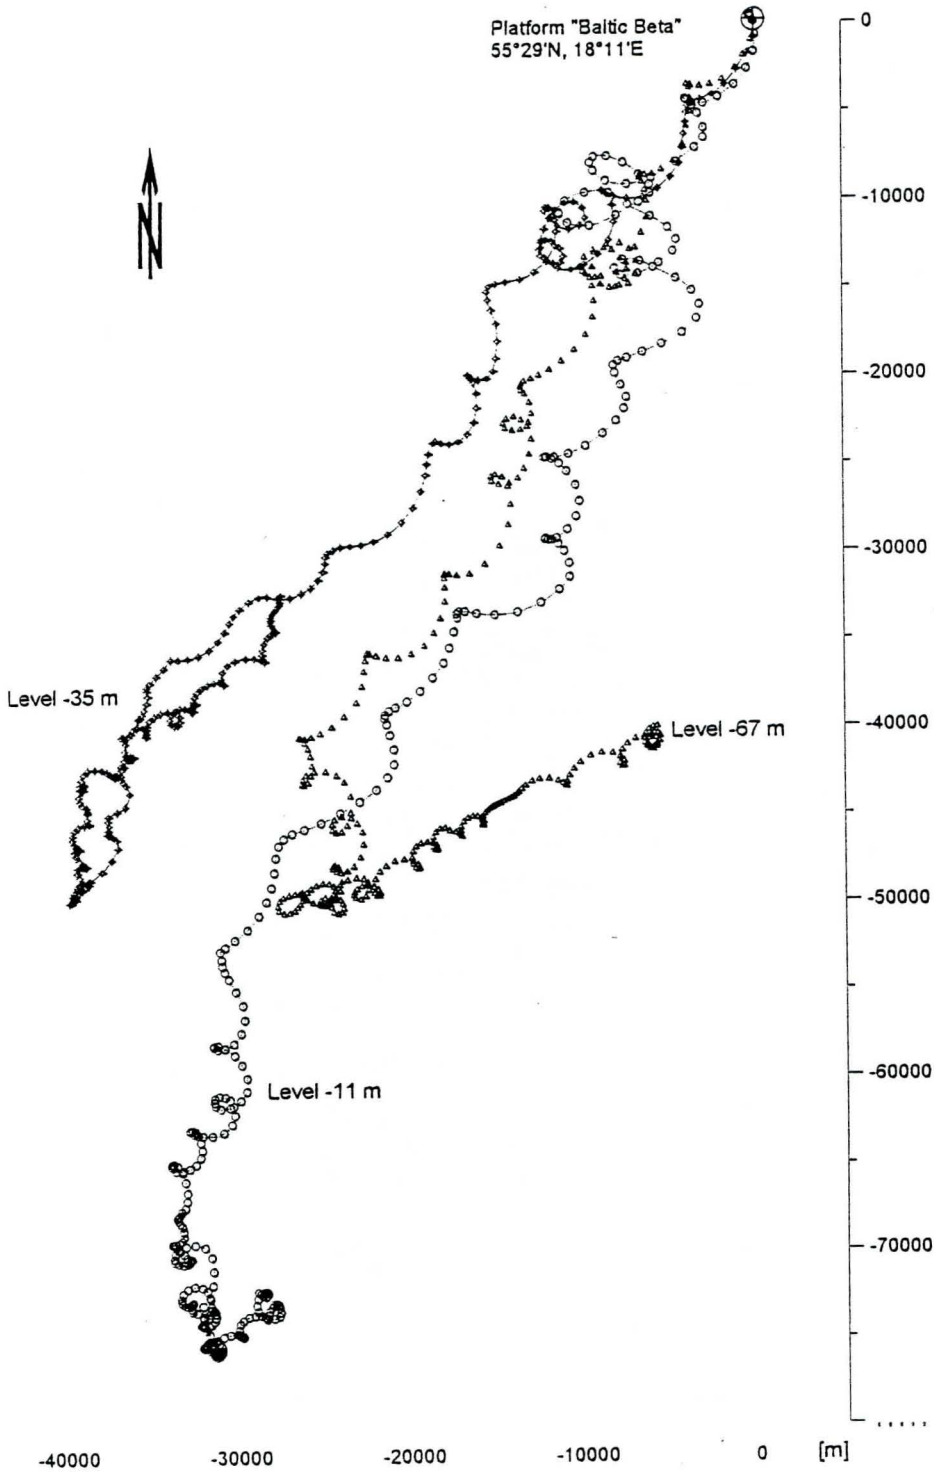 Platform "Baltic Beta"
55°29'N, 18°11'E
0
N
-10000
-20000
-30000
Level -35 m
-40000
Level -67 m
-50000
-60000
Level -11 m
-70000
-40000 -30000 -20000 -10000 0 [m]